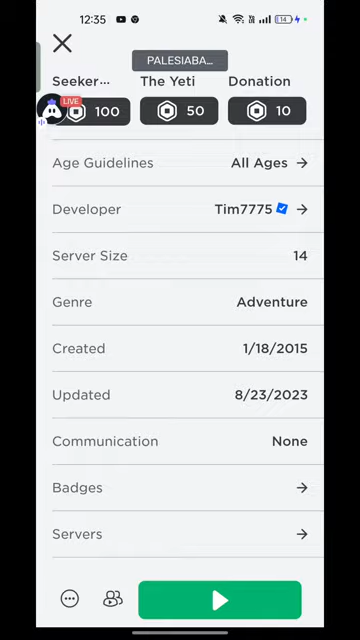 12:35
14
PALESIABA...
Seeker...
The Yeti
Donation
LIVE
100
50
10
Age Guidelines All Ages →
Developer Tim7775 →
Server Size 14
Genre Adventure
Created 1/18/2015
Updated 8/23/2023
Communication None
Badges →
Servers →